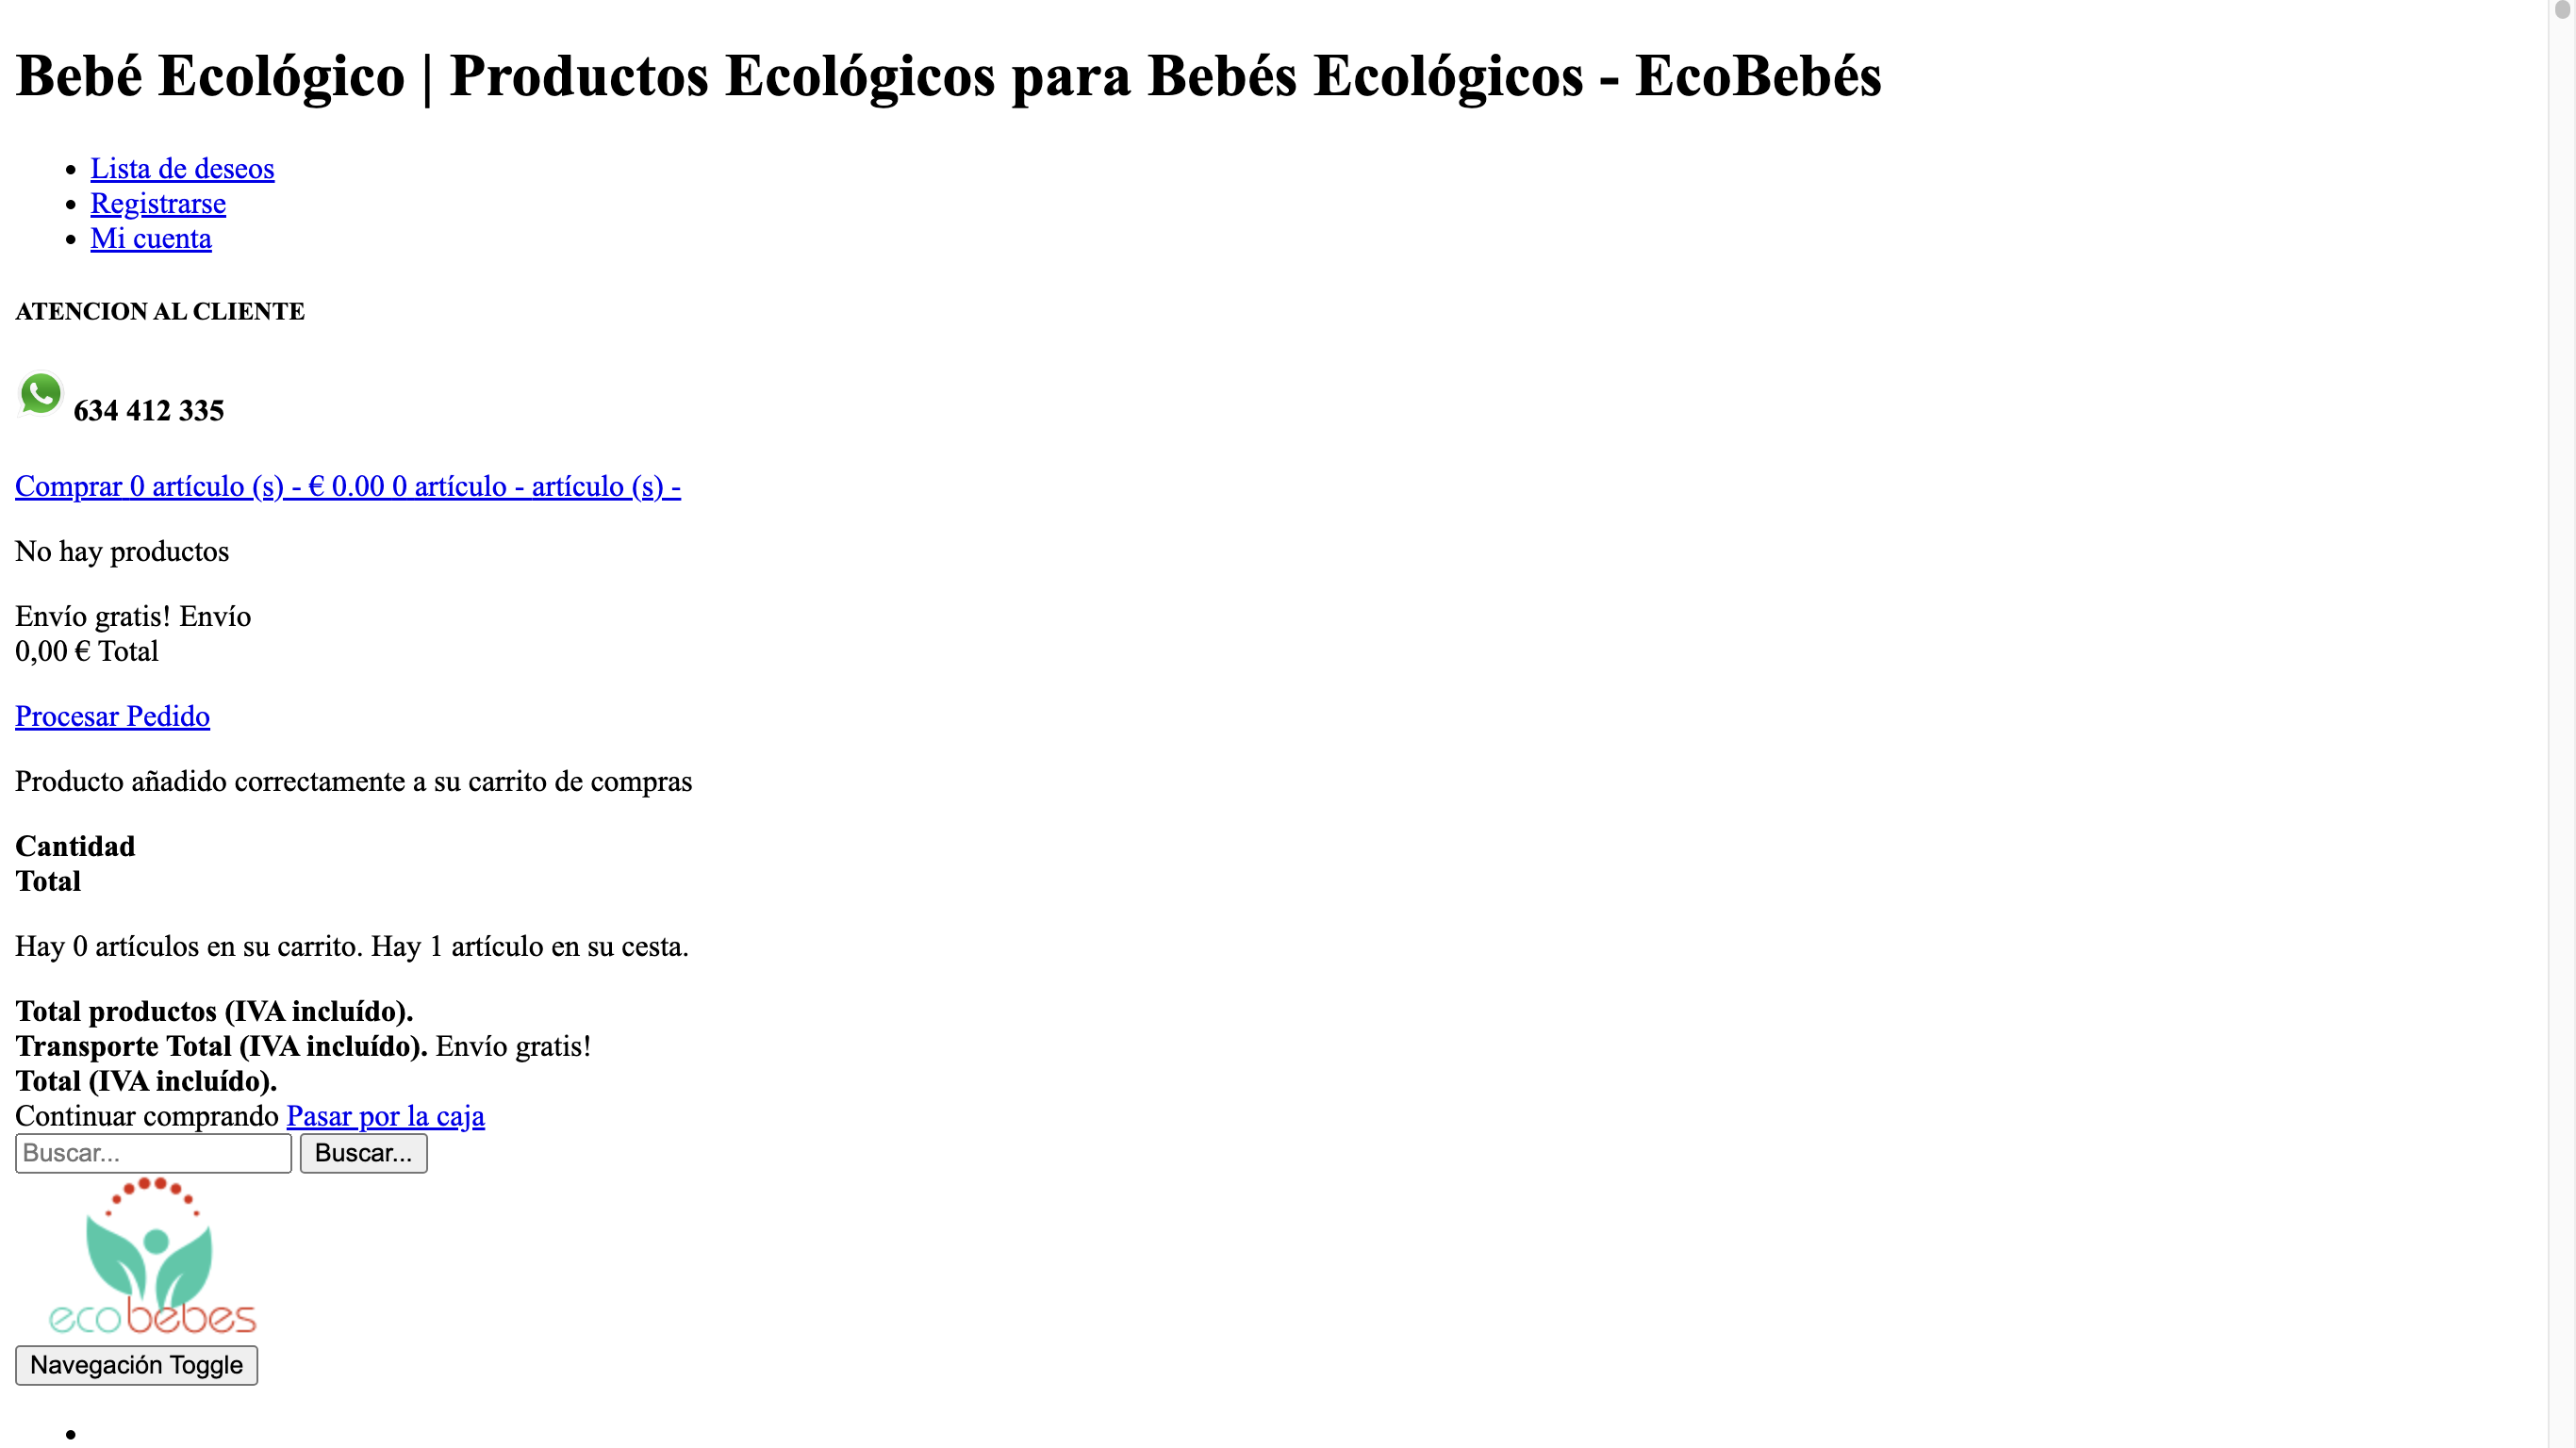 Bebé Ecológico | Productos Ecológicos para Bebés Ecológicos - EcoBebés
Lista de deseos
Registrarse
Mi cuenta
ATENCION AL CLIENTE
634 412 335
Comprar 0 artículo (s) - € 0.00 0 artículo - artículo (s) -
No hay productos
Envío gratis! Envío
0,00 € Total
Procesar Pedido
Producto añadido correctamente a su carrito de compras
Cantidad
Total
Hay 0 artículos en su carrito. Hay 1 artículo en su cesta.
Total productos (IVA incluído).
Transporte Total (IVA incluído). Envío gratis!
Total (IVA incluído).
Continuar comprando Pasar por la caja
Buscar... Buscar...
ecobebes
Navegación Toggle